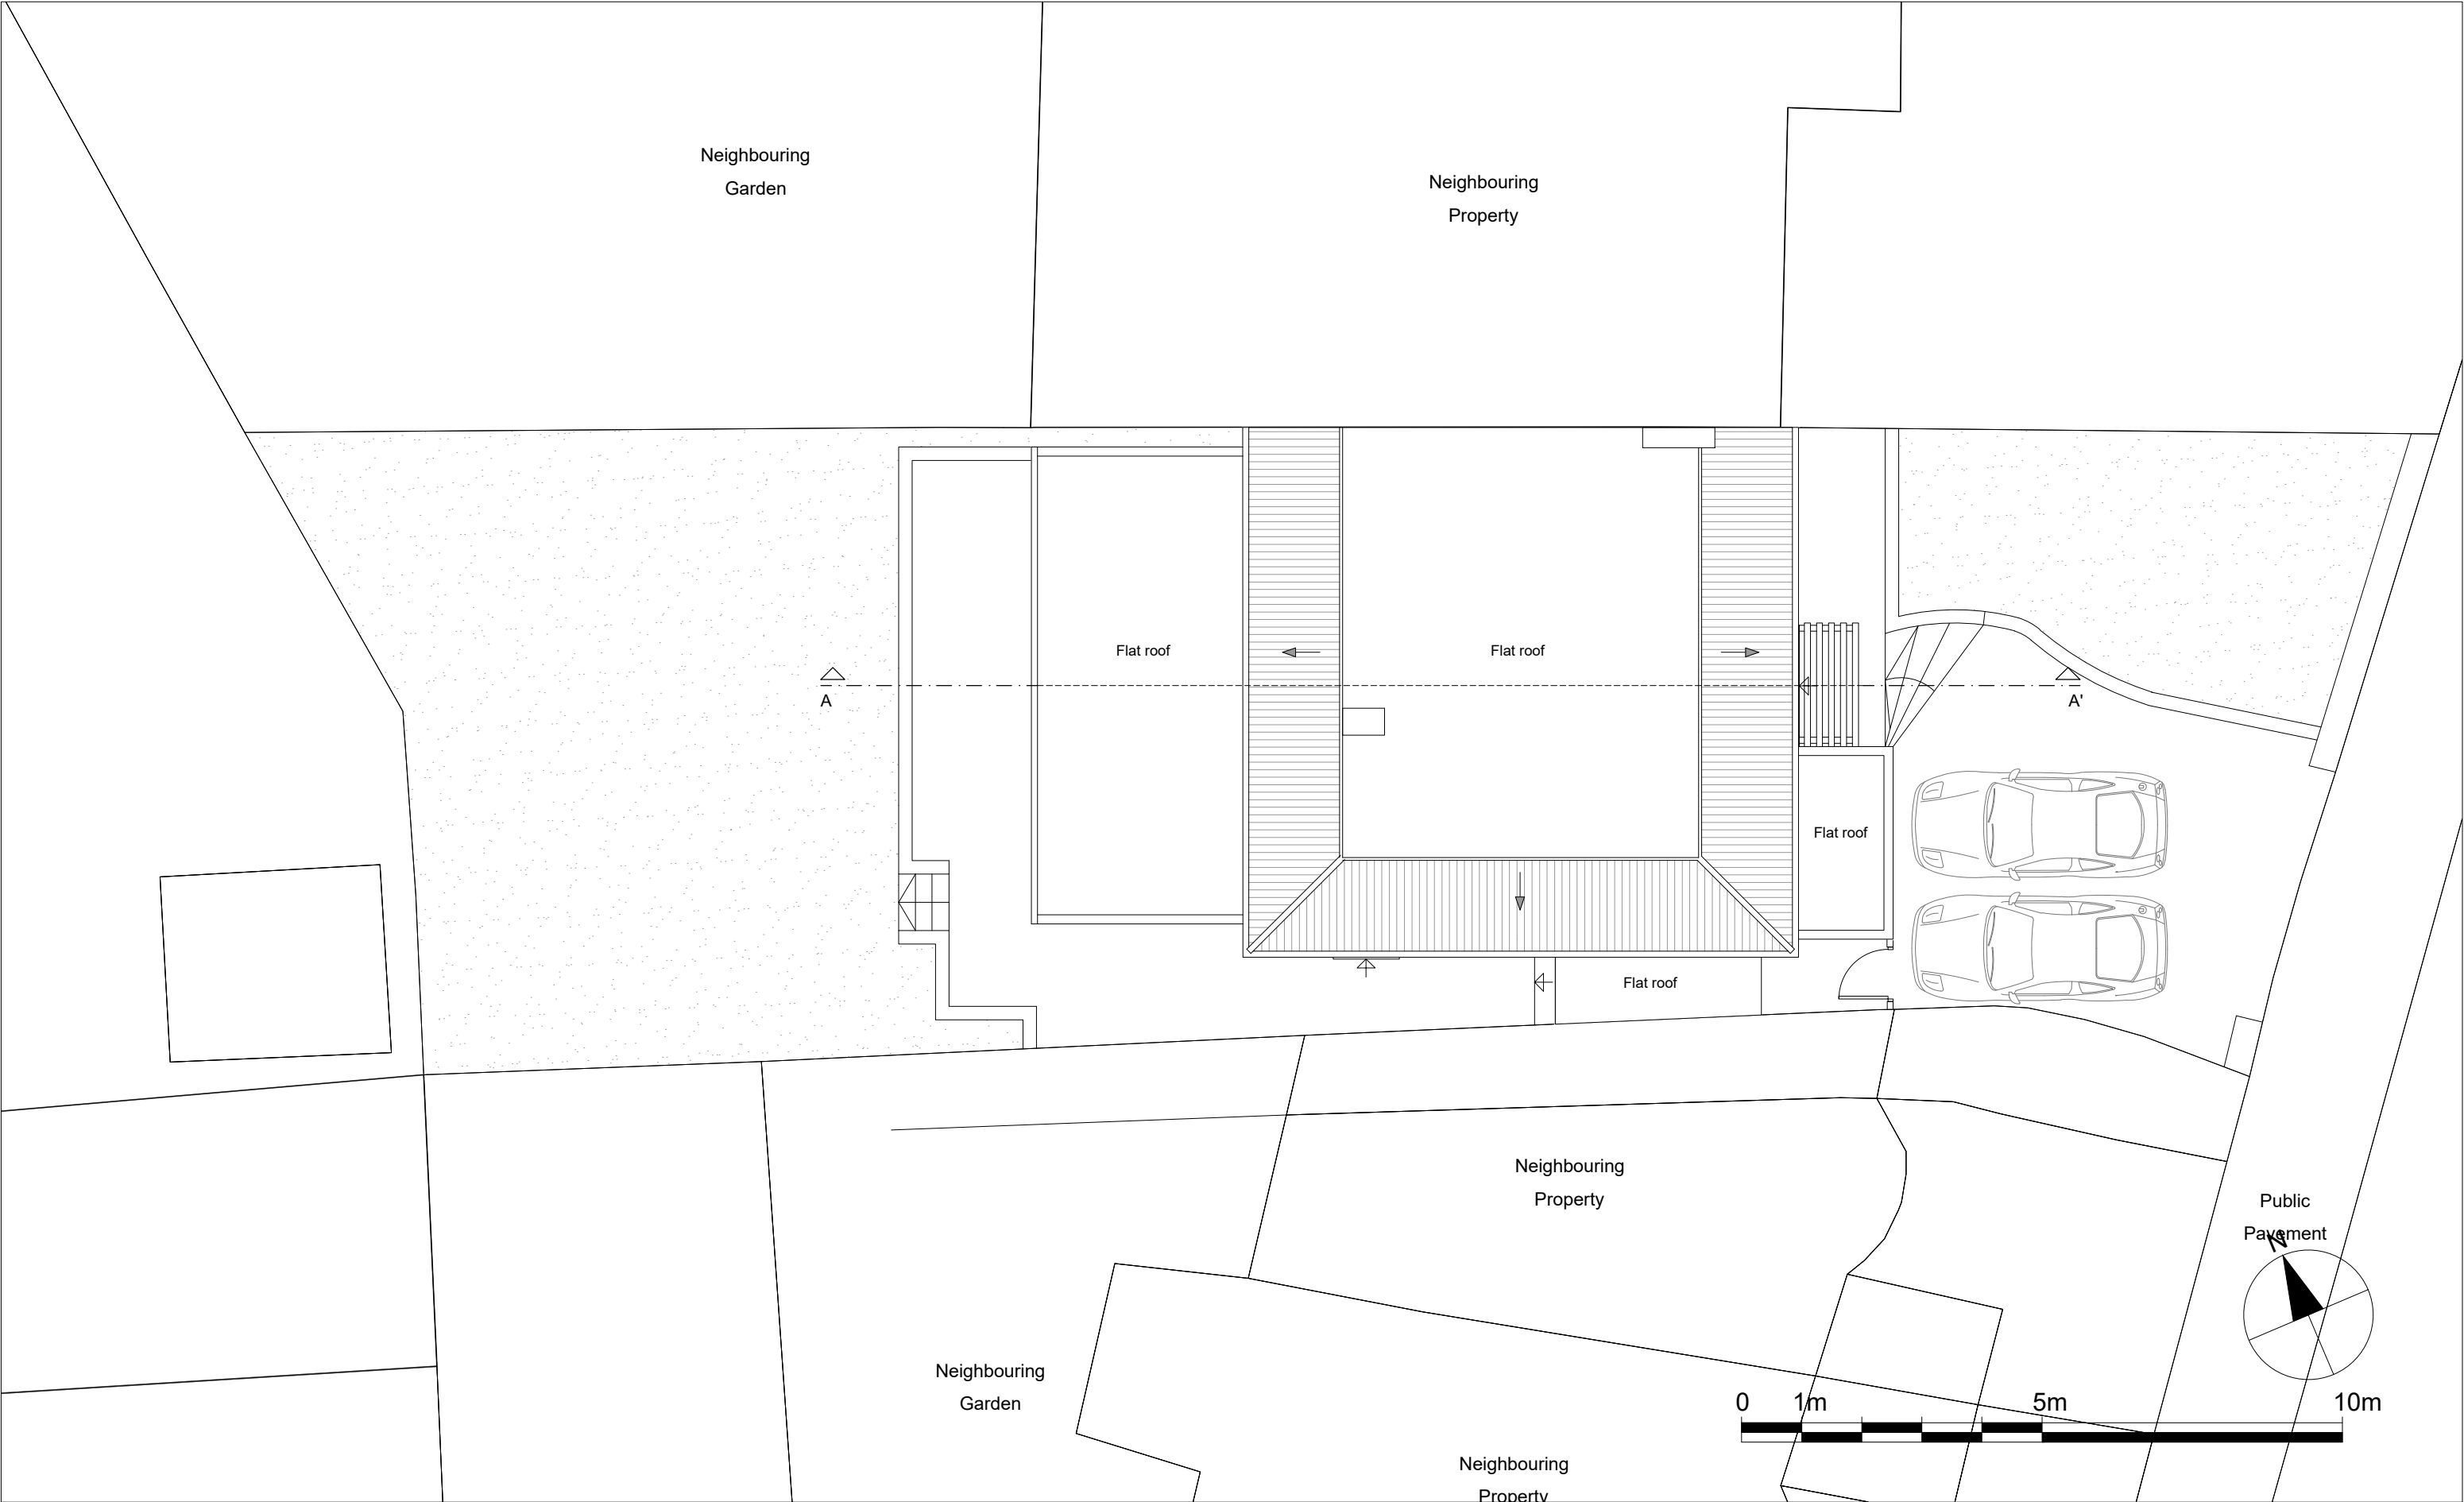 Neighbouring
Garden
Neighbouring
Property
Flat roof
Flat roof
A
A'
Flat roof
Flat roof
Neighbouring
Property
Public
Pavement
N
Neighbouring
Garden
0 1m 5m 10m
Neighbouring
Property